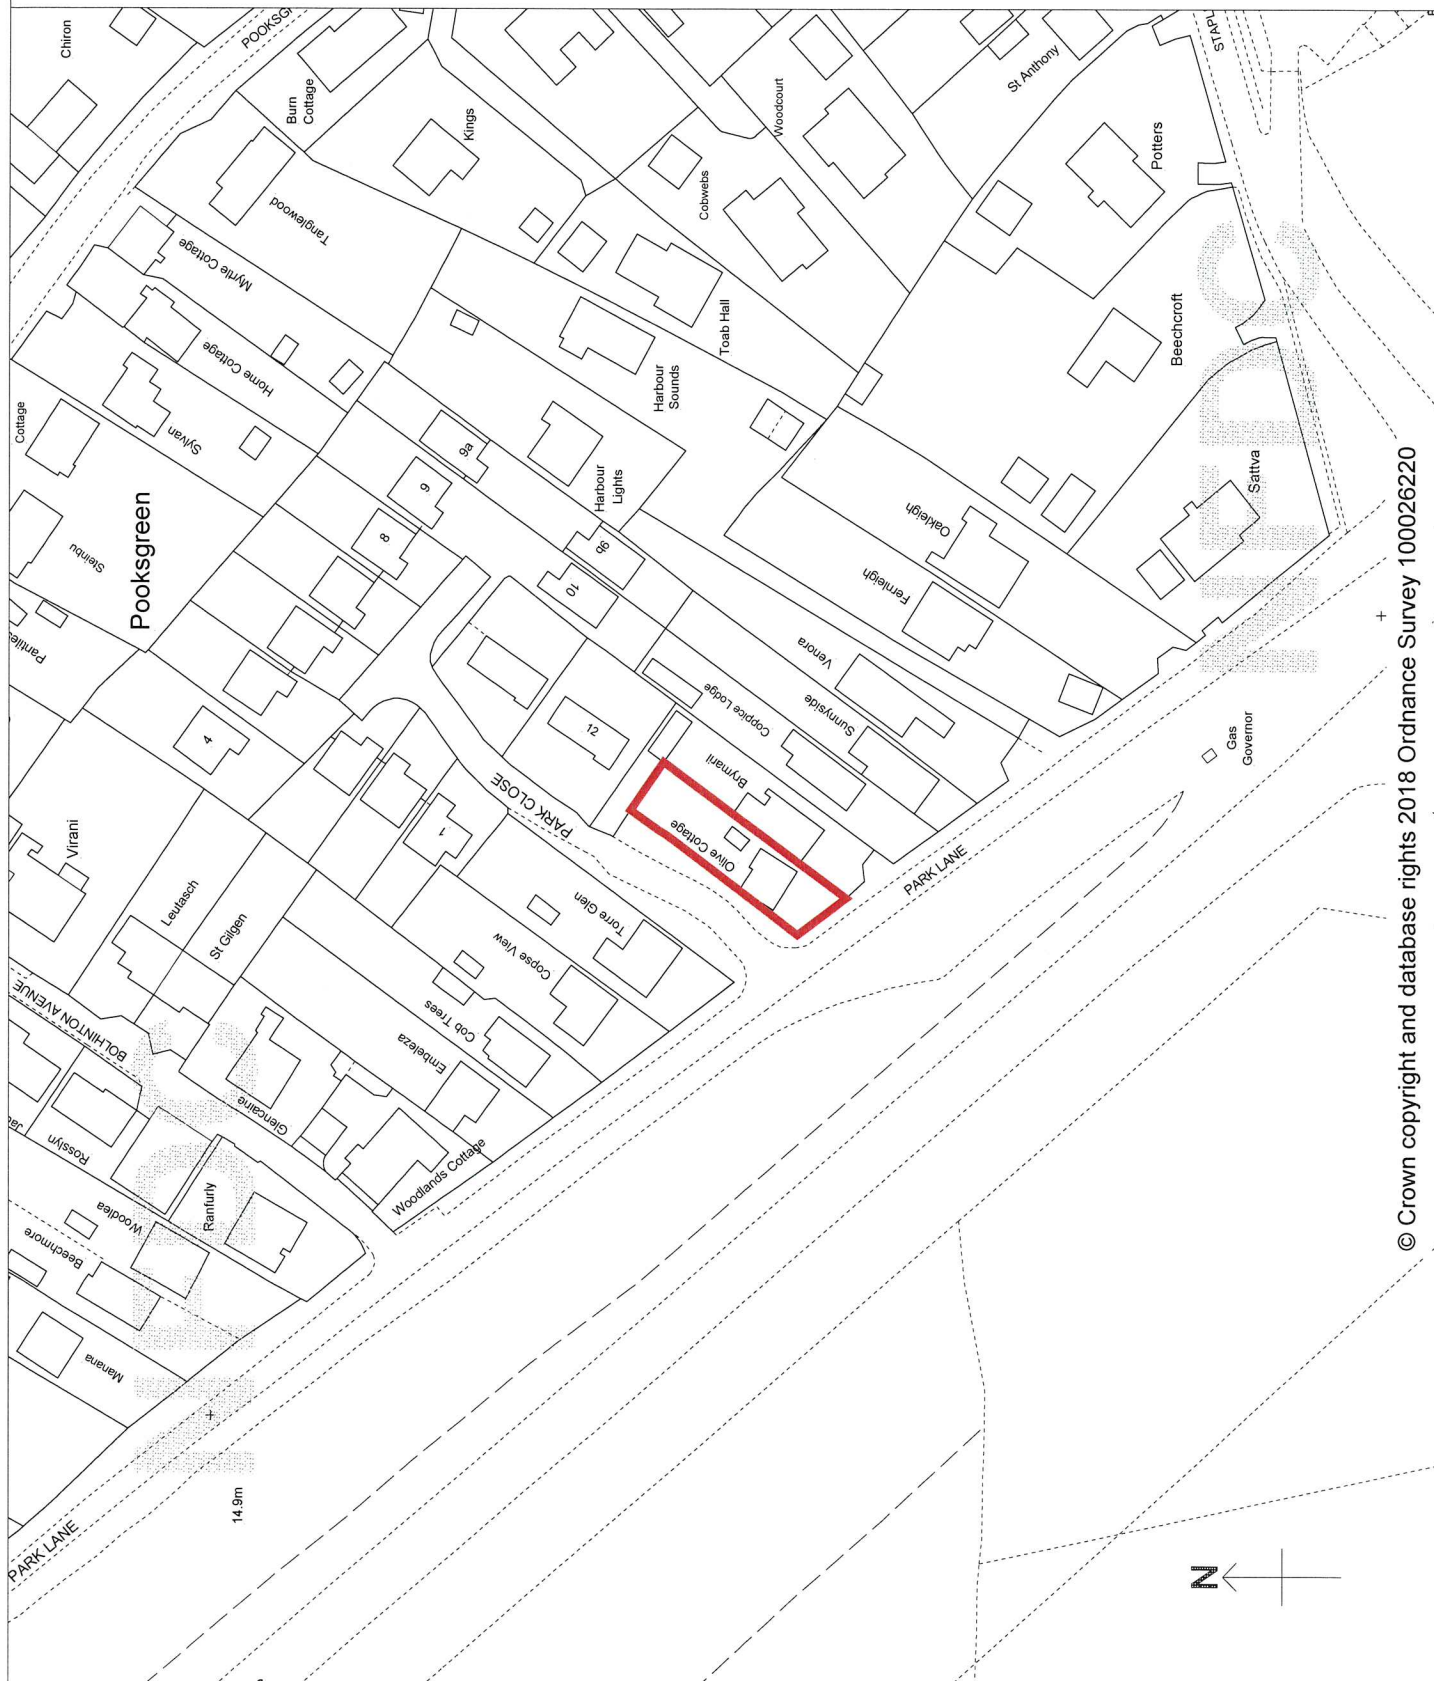 Chiron
POOKSG
Burn
Cottage
Kings
Tanglewood
Myrtle Cottage
Home Cottage
Cottage
Sylvan
Steinbu
Pooksgreen
Woodcourt
St Anthony
STAPL
Potters
Cobwebs
Toab Hall
Harbour
Sounds
Beechcroft
9a
9
8
Harbour
Lights
9b
10
Oakleigh
Sattva
Fernleigh
Venora
Sunnyside
Coppice Lodge
12
Brymaril
Olive Cottage
PARK CLOSE
PARK LANE
Gas
Governor
4
1
Virani
Leutasch
St Gilgen
Torre Glen
Copse View
Cob Trees
Embeleza
BOLHINTON AVENUE
Glencairne
Rosslyn
Woodlea
Ranfurly
Woodlands Cottage
Beechmore
Manana
14.9m
PARK LANE
NFDC
NFDC
N
© Crown copyright and database rights 2018 Ordnance Survey 100026220